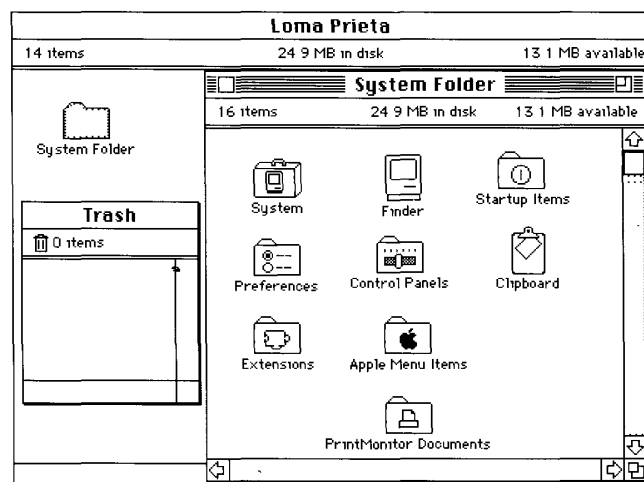 Loma Prieta
14 items 24 9 MB in disk 13 1 MB available
System Folder
System Folder
16 items 24 9 MB in disk 13 1 MB available
System Finder Startup Items
Trash
0 items
Preferences Control Panels Clipboard
Extensions Apple Menu Items
PrintMonitor Documents